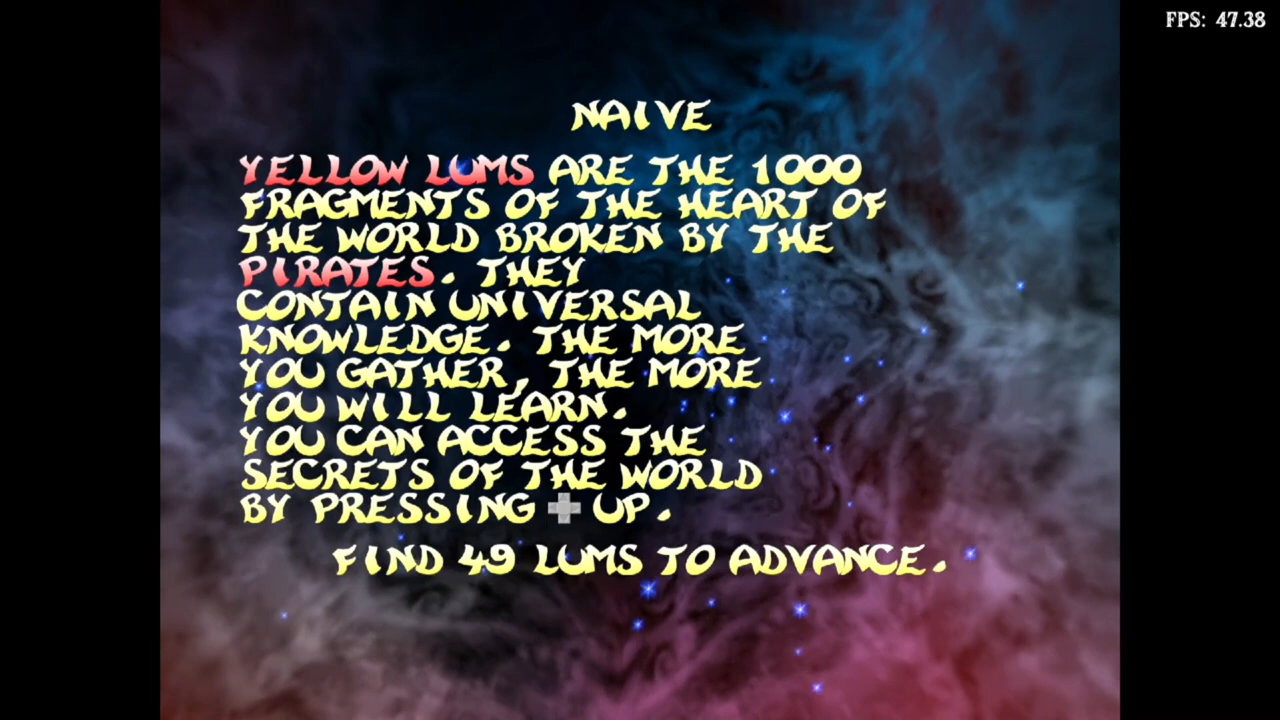 FPS: 47.38
NAIVE
YELLOW LUMS ARE THE 1000
FRAGMENTS OF THE HEART OF
THE WORLD BROKEN BY THE
PIRATES. THEY
CONTAIN UNIVERSAL
KNOWLEDGE. THE MORE
YOU GATHER, THE MORE
YOU WILL LEARN.
YOU CAN ACCESS THE
SECRETS OF THE WORLD
BY PRESSING UP.
FIND 49 LUMS TO ADVANCE.